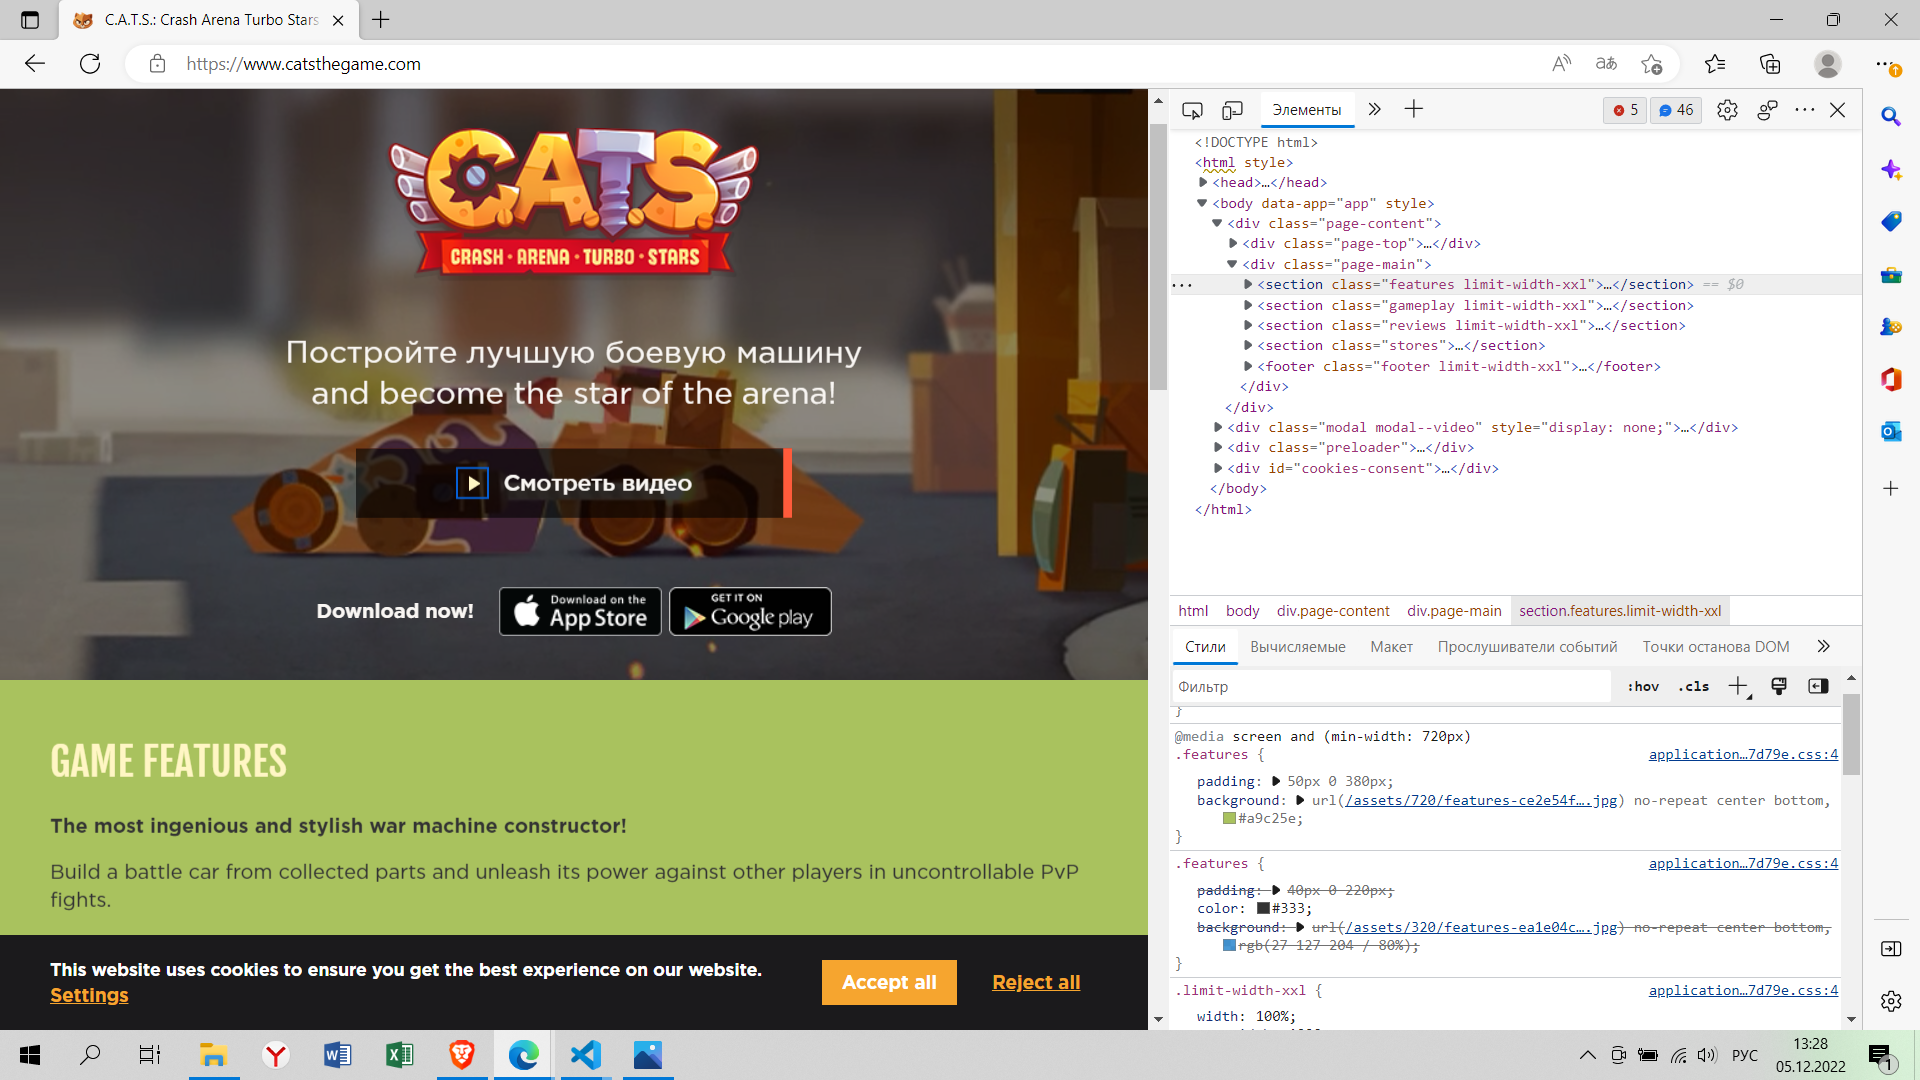 C.A.T.S.: Crash Arena Turbo Stars
https://www.catsthegame.com
C.A.T.S
CRASH · ARENA · TURBO · STARS
Постройте лучшую боевую машину
and become the star of the arena!
Смотреть видео
Download now!
Download on the
App Store
GET IT ON
Google play
GAME FEATURES
The most ingenious and stylish war machine constructor!
Build a battle car from collected parts and unleash its power against other players in uncontrollable PvP
fights.
This website uses cookies to ensure you get the best experience on our website.
Settings
Accept all
Reject all
Элементы
5
46
<!DOCTYPE html>
<html style>
<head>…</head>
<body data-app="app" style>
<div class="page-content">
<div class="page-top">…</div>
<div class="page-main">
<section class="features limit-width-xxl">…</section> == $0
<section class="gameplay limit-width-xxl">…</section>
<section class="reviews limit-width-xxl">…</section>
<section class="stores">…</section>
<footer class="footer limit-width-xxl">…</footer>
</div>
</div>
<div class="modal modal--video" style="display: none;">…</div>
<div class="preloader">…</div>
<div id="cookies-consent">…</div>
</body>
</html>
html body div.page-content div.page-main section.features.limit-width-xxl
Стили Вычисляемые Макет Прослушиватели событий Точки останова DOM
Фильтр
:hov .cls
}
@media screen and (min-width: 720px)
.features { application…7d79e.css:4
padding: 50px 0 380px;
background: url(/assets/720/features-ce2e54f….jpg) no-repeat center bottom,
#a9c25e;
}
.features { application…7d79e.css:4
padding: 40px 0 220px;
color: #333;
background: url(/assets/320/features-ea1e04c….jpg) no-repeat center bottom,
rgb(27 127 204 / 80%);
}
.limit-width-xxl { application…7d79e.css:4
width: 100%;
РУС
13:28
05.12.2022
1